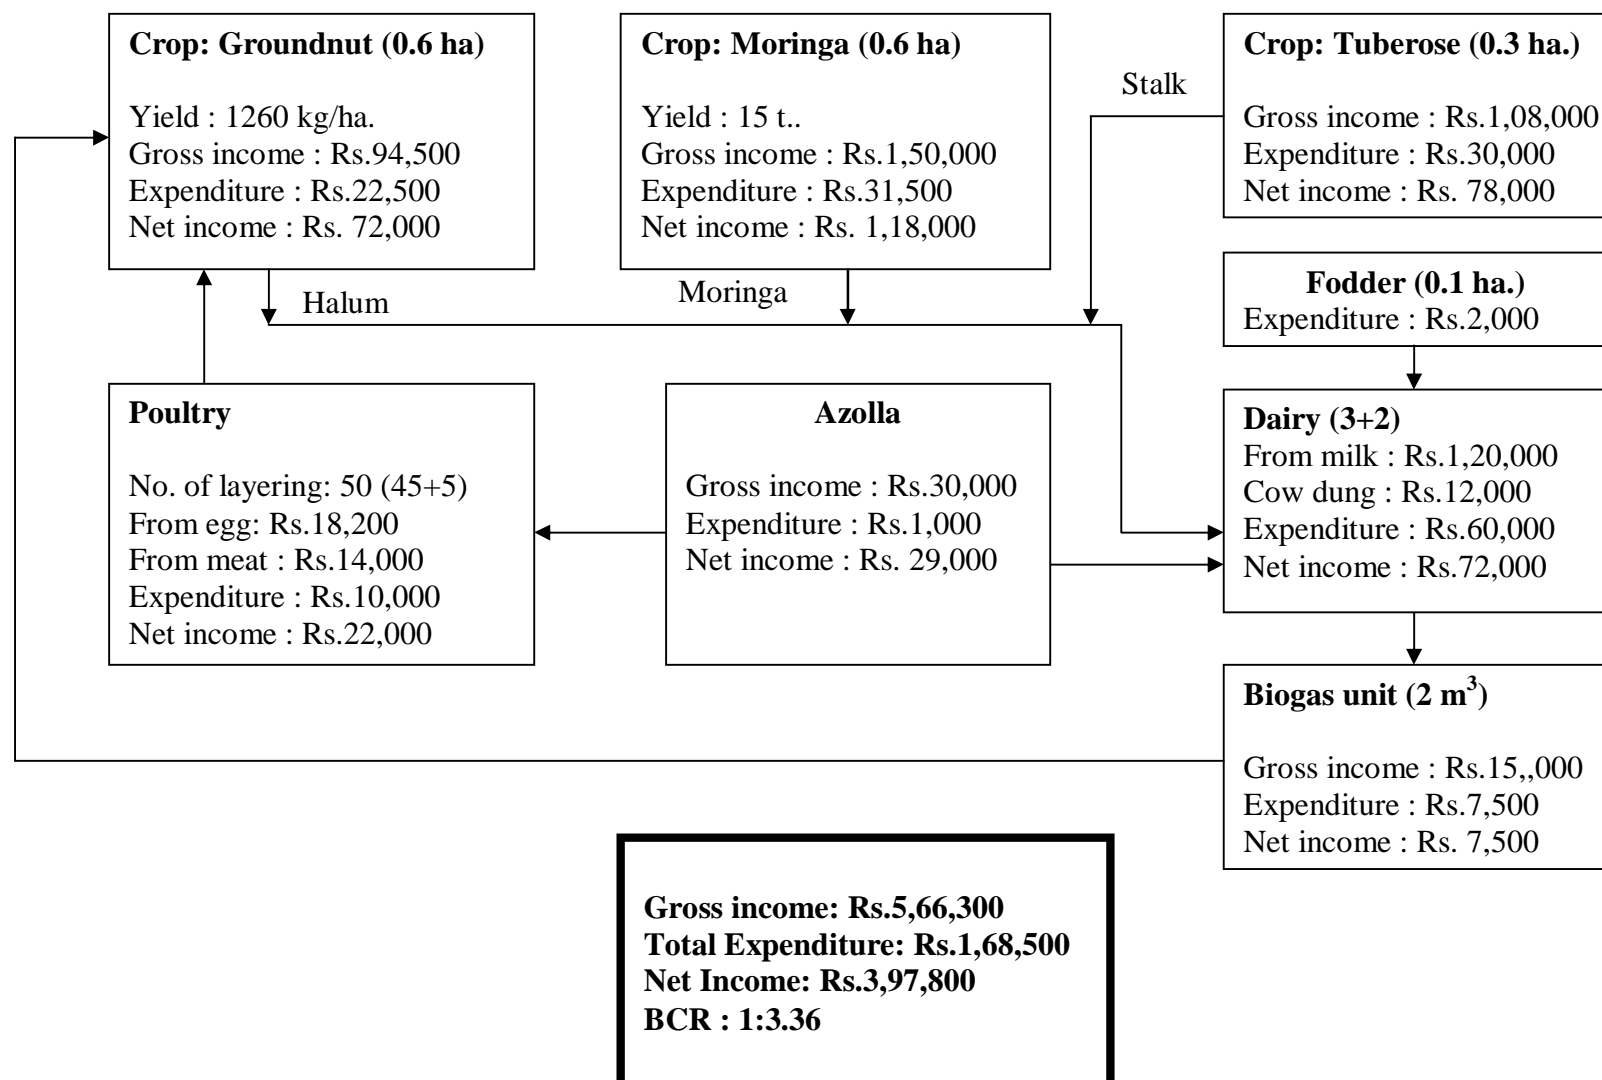 Crop: Groundnut (0.6 ha)
Yield : 1260 kg/ha.
Gross income : Rs.94,500
Expenditure : Rs.22,500
Net income : Rs. 72,000
Crop: Moringa (0.6 ha)
Yield : 15 t..
Gross income : Rs.1,50,000
Expenditure : Rs.31,500
Net income : Rs. 1,18,000
Stalk
Crop: Tuberose (0.3 ha.)
Gross income : Rs.1,08,000
Expenditure : Rs.30,000
Net income : Rs. 78,000
Halum
Moringa
Fodder (0.1 ha.)
Expenditure : Rs.2,000
Poultry
No. of layering: 50 (45+5)
From egg: Rs.18,200
From meat : Rs.14,000
Expenditure : Rs.10,000
Net income : Rs.22,000
Azolla
Gross income : Rs.30,000
Expenditure : Rs.1,000
Net income : Rs. 29,000
Dairy (3+2)
From milk : Rs.1,20,000
Cow dung : Rs.12,000
Expenditure : Rs.60,000
Net income : Rs.72,000
Biogas unit (2 m³)
Gross income : Rs.15,,000
Expenditure : Rs.7,500
Net income : Rs. 7,500
Gross income: Rs.5,66,300
Total Expenditure: Rs.1,68,500
Net Income: Rs.3,97,800
BCR : 1:3.36